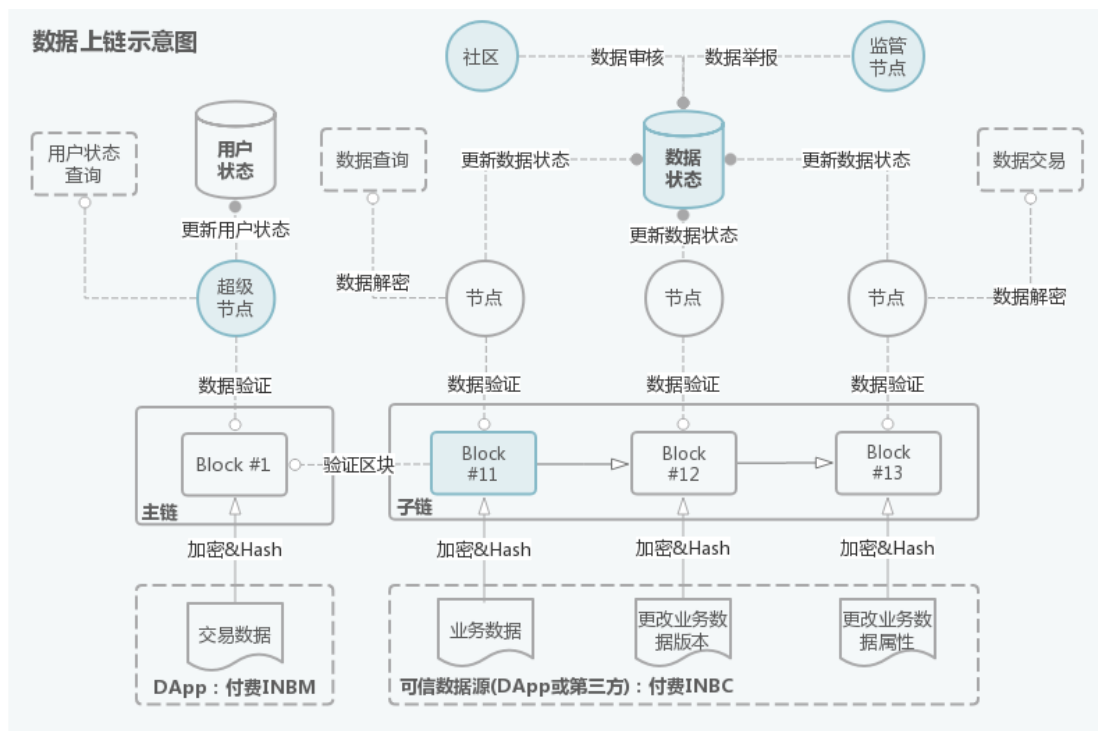 数据上链示意图
社区
数据审核
数据举报
监管
节点
用户状态
查询
用户
状态
数据查询
更新数据状态
数据
状态
更新数据状态
数据交易
更新用户状态
更新数据状态
超级
节点
数据解密
节点
节点
节点
数据解密
数据验证
数据验证
数据验证
数据验证
Block #1
验证区块
Block
#11
Block
#12
Block
#13
主链
子链
加密&Hash
加密&Hash
加密&Hash
加密&Hash
交易数据
业务数据
更改业务数
据版本
更改业务数
据属性
DApp：付费INBM
可信数据源(DApp或第三方)：付费INBC